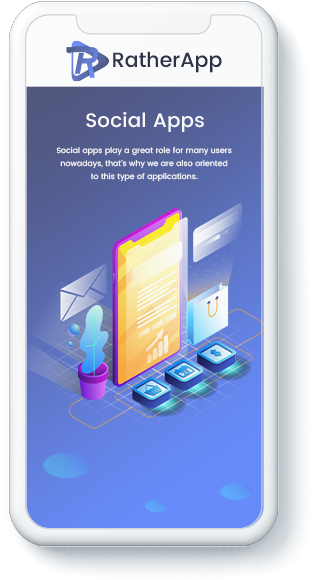 RatherApp
Social Apps
Social apps play a great role for many users
nowadays, that's why we are also oriented
to this type of applications.